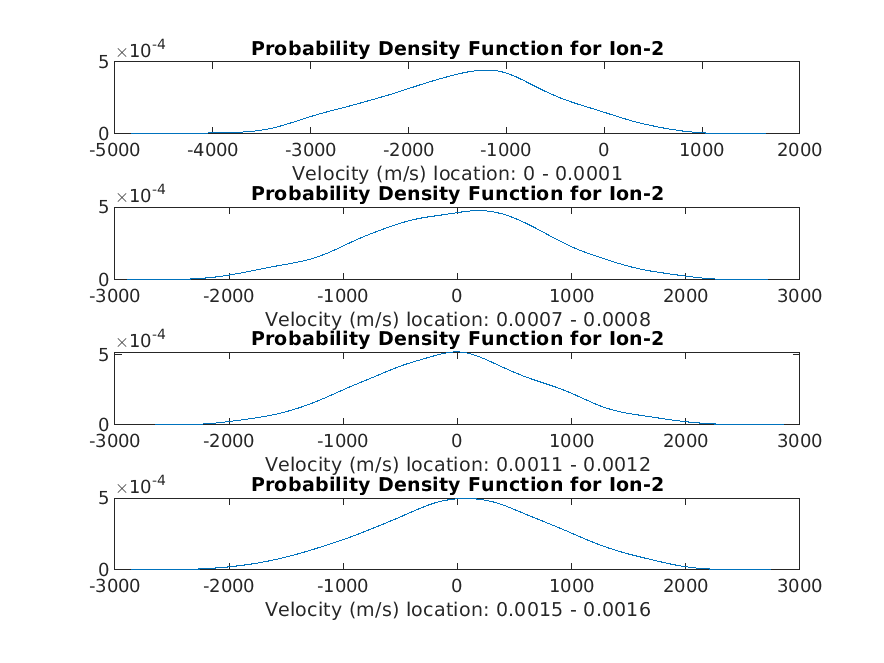 ×10-4
Probability Density Function for Ion-2
5
0
-5000 -4000 -3000 -2000 -1000 0 1000 2000
Velocity (m/s) location: 0 - 0.0001
×10-4
Probability Density Function for Ion-2
5
0
-3000 -2000 -1000 0 1000 2000 3000
Velocity (m/s) location: 0.0007 - 0.0008
×10-4
Probability Density Function for Ion-2
5
0
-3000 -2000 -1000 0 1000 2000 3000
Velocity (m/s) location: 0.0011 - 0.0012
×10-4
Probability Density Function for Ion-2
5
0
-3000 -2000 -1000 0 1000 2000 3000
Velocity (m/s) location: 0.0015 - 0.0016